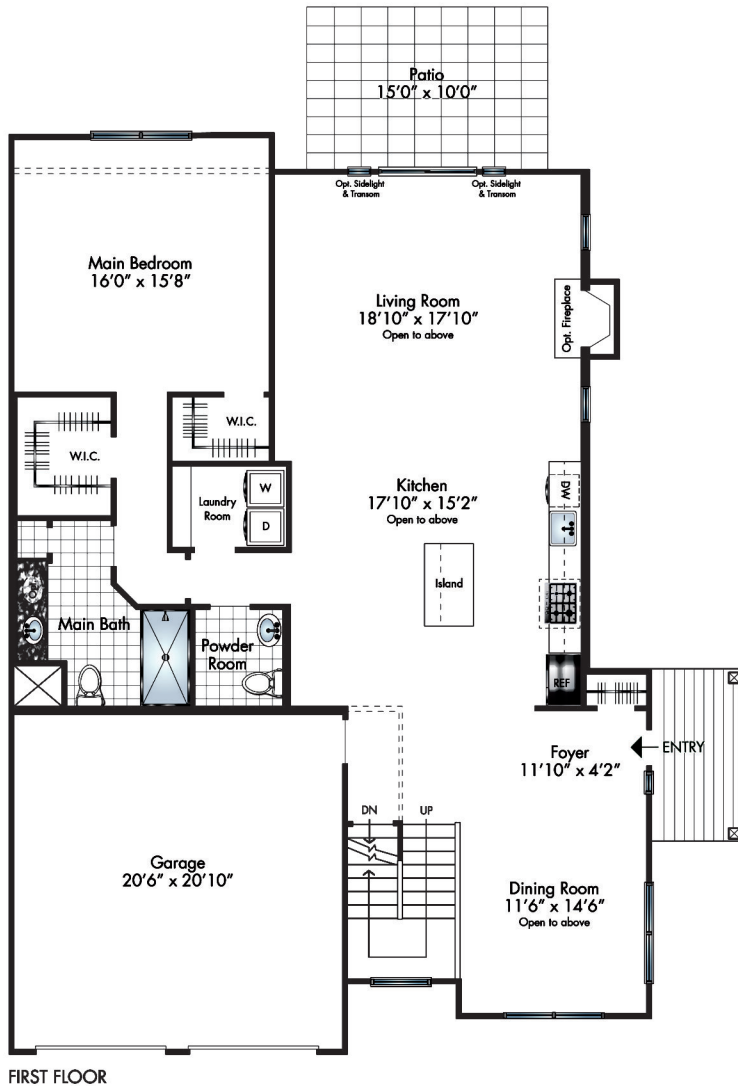 Patio
15’0” x 10’0”
Opt. Sidelight
& Transom
Opt. Sidelight
& Transom
Main Bedroom
16’0” x 15’8”
Living Room
18’10” x 17’10”
Open to above
Opt. Fireplace
W.I.C.
W.I.C.
Laundry
Room
W
D
Kitchen
17’10” x 15’2”
Open to above
DW
Island
Main Bath
Powder
Room
REF
Foyer
11’10” x 4’2”
ENTRY
DN
UP
Garage
20’6” x 20’10”
Dining Room
11’6” x 14’6”
Open to above
FIRST FLOOR